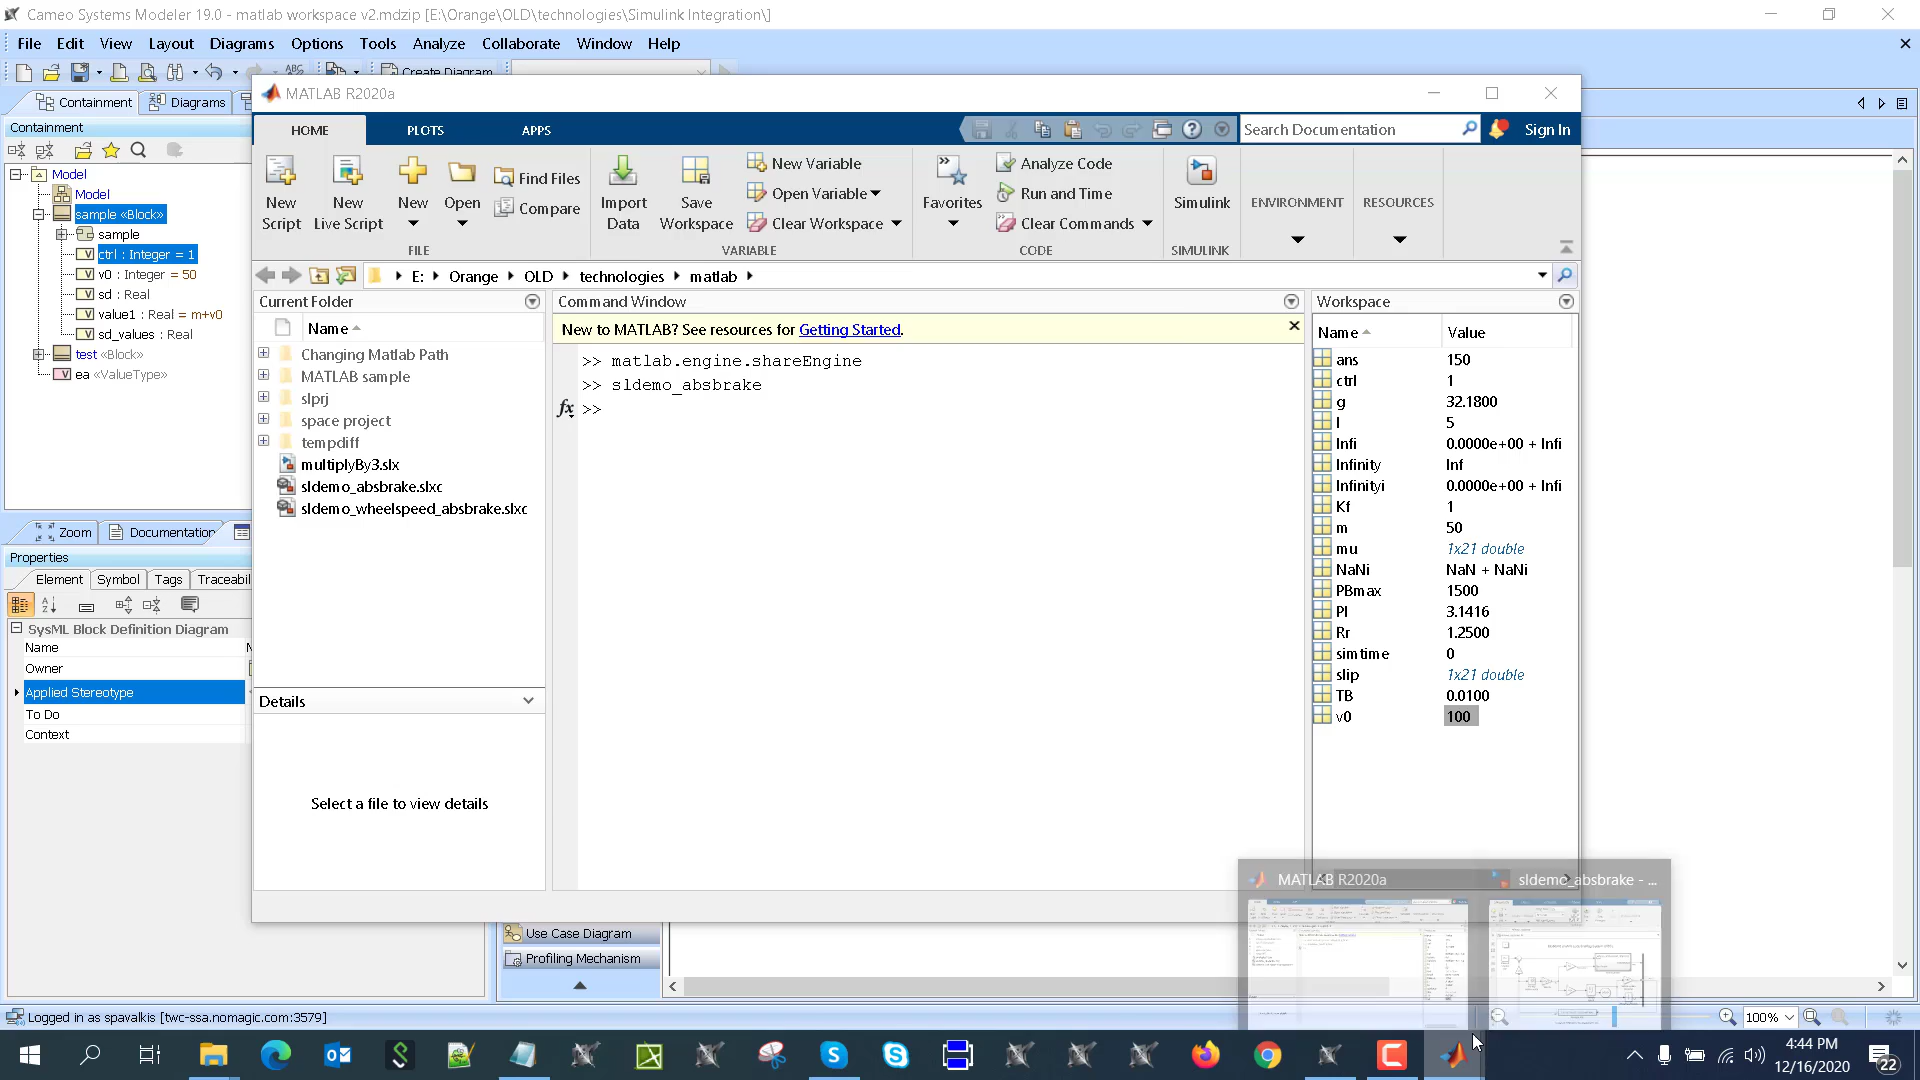 Cameo Systems Modeler 19.0 - matlab workspace v2.mdzip [E:\Orange\OLD\technologies\Simulink Integration\]
File Edit View Layout Diagrams Options Tools Analyze Collaborate Window Help
Create Diagram
Containment Diagrams
Containment
Model
Model
sample «Block»
sample
ctrl : Integer = 1
v0 : Integer = 50
sd : Real
value1 : Real = m+v0
sd_values : Real
test «Block»
ea «ValueType»
Zoom Documentation
Properties
Element Symbol Tags Traceabil
SysML Block Definition Diagram
Name
Owner
Applied Stereotype
To Do
Context
MATLAB R2020a
HOME PLOTS APPS
Search Documentation
Sign In
New Script
New Live Script
New
Open
Find Files
Compare
FILE
Import Data
Save Workspace
New Variable
Open Variable
Clear Workspace
VARIABLE
Favorites
Analyze Code
Run and Time
Clear Commands
CODE
Simulink
SIMULINK
ENVIRONMENT
RESOURCES
E: Orange OLD technologies matlab
Current Folder
Name
Changing Matlab Path
MATLAB sample
slprj
space project
tempdiff
multiplyBy3.slx
sldemo_absbrake.slxc
sldemo_wheelspeed_absbrake.slxc
Details
Select a file to view details
Command Window
New to MATLAB? See resources for Getting Started.
>> matlab.engine.shareEngine
>> sldemo_absbrake
fx >>
Workspace
Name Value
ans 150
ctrl 1
g 32.1800
I 5
Infi 0.0000e+00 + Infi
Infinity Inf
Infinityi 0.0000e+00 + Infi
Kf 1
m 50
mu 1x21 double
NaNi NaN + NaNi
PBmax 1500
PI 3.1416
Rr 1.2500
simtime 0
slip 1x21 double
TB 0.0100
v0 100
MATLAB R2020a
sldemo_absbrake - ...
Use Case Diagram
Profiling Mechanism
100%
Logged in as spavalkis [twc-ssa.nomagic.com:3579]
4:44 PM
12/16/2020
22